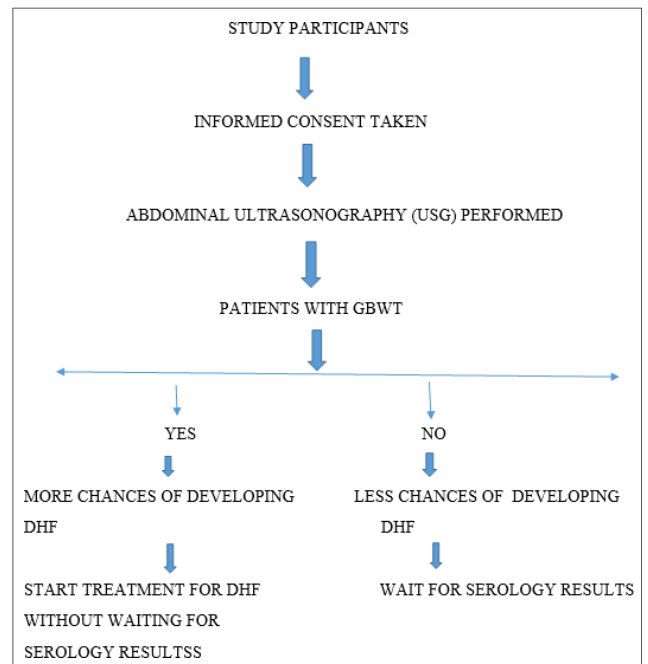 STUDY PARTICIPANTS
INFORMED CONSENT TAKEN
ABDOMINAL ULTRASONOGRAPHY (USG) PERFORMED
PATIENTS WITH GBWT
YES
NO
MORE CHANCES OF DEVELOPING
DHF
LESS CHANCES OF DEVELOPING
DHF
START TREATMENT FOR DHF
WITHOUT WAITING FOR
SEROLOGY RESULTSS
WAIT FOR SEROLOGY RESULTS